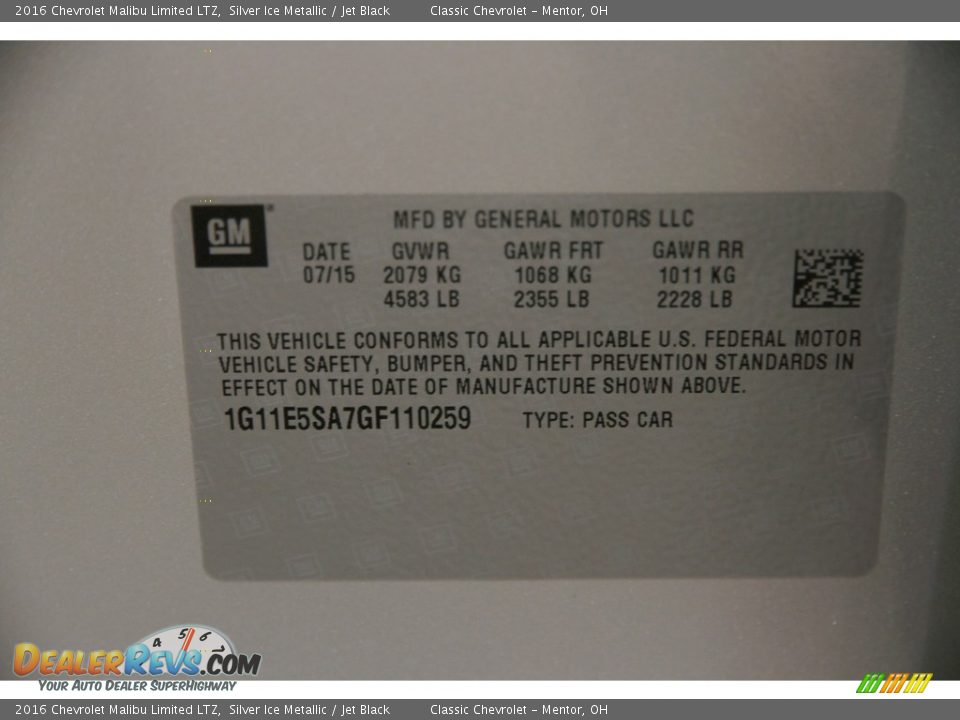 2016 Chevrolet Malibu Limited LTZ, Silver Ice Metallic / Jet Black Classic Chevrolet - Mentor, OH
GM
MFD BY GENERAL MOTORS LLC
DATE GVWR GAWR FRT GAWR RR
07/15 2079 KG 1068 KG 1011 KG
4583 LB 2355 LB 2228 LB
THIS VEHICLE CONFORMS TO ALL APPLICABLE U.S. FEDERAL MOTOR
VEHICLE SAFETY, BUMPER, AND THEFT PREVENTION STANDARDS IN
EFFECT ON THE DATE OF MANUFACTURE SHOWN ABOVE.
1G11E5SA7GF110259 TYPE: PASS CAR
4 5 6 7
DEALERREVS.COM
YOUR AUTO DEALER SUPERHIGHWAY
2016 Chevrolet Malibu Limited LTZ, Silver Ice Metallic / Jet Black Classic Chevrolet - Mentor, OH